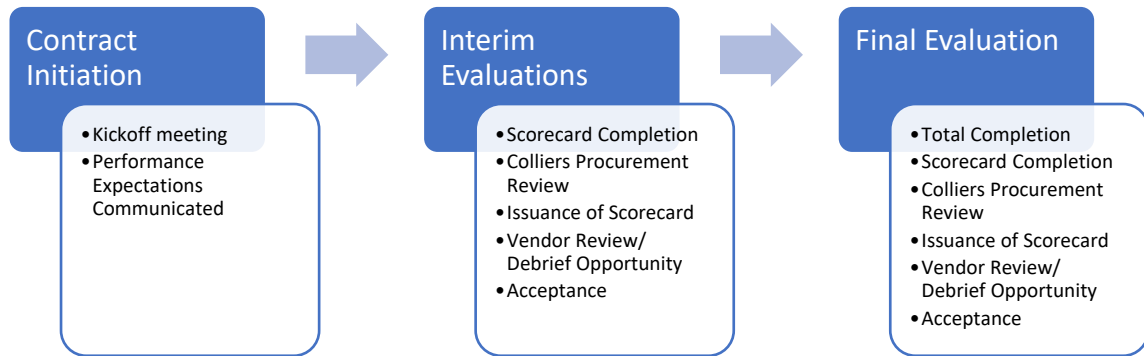 Contract
Initiation
•Kickoff meeting
•Performance
Expectations
Communicated
Interim
Evaluations
•Scorecard Completion
•Colliers Procurement
Review
•Issuance of Scorecard
•Vendor Review/
Debrief Opportunity
•Acceptance
Final Evaluation
•Total Completion
•Scorecard Completion
•Colliers Procurement
Review
•Issuance of Scorecard
•Vendor Review/
Debrief Opportunity
•Acceptance